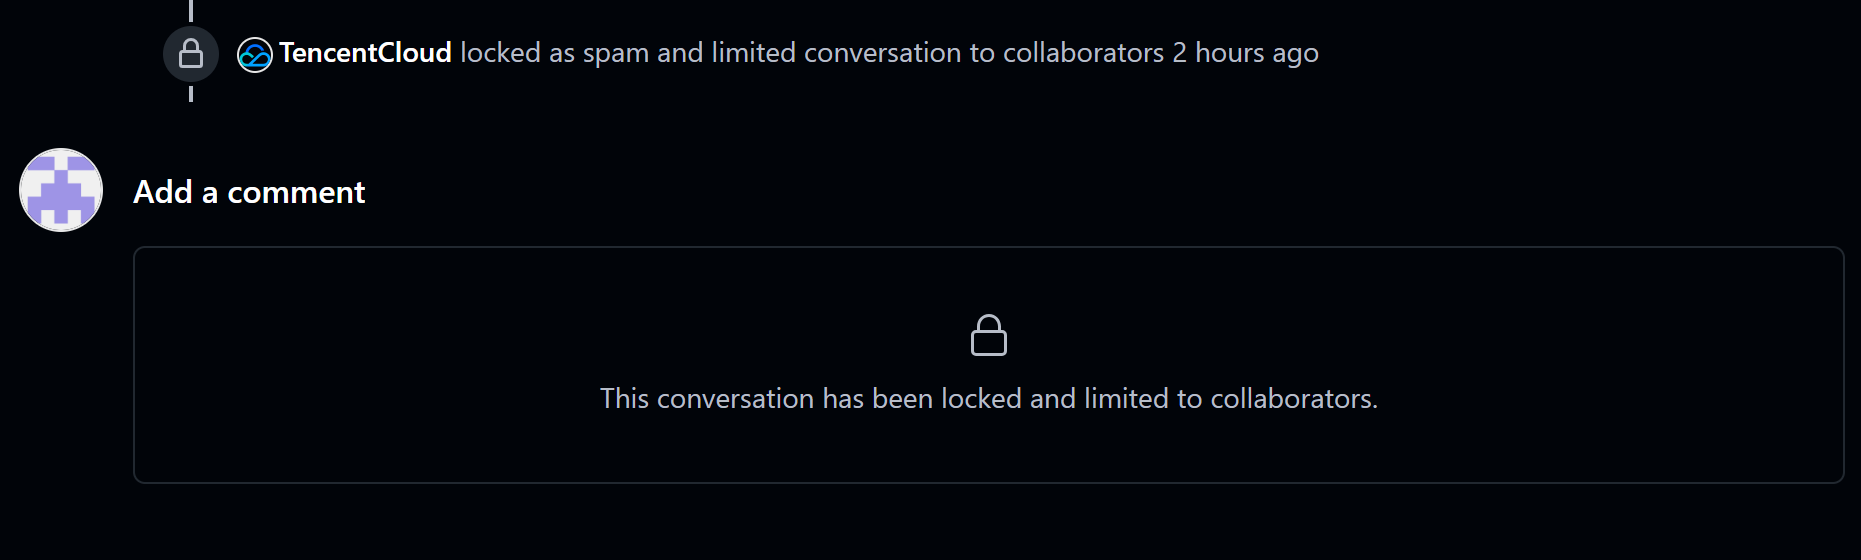 TencentCloud locked as spam and limited conversation to collaborators 2 hours ago
Add a comment
This conversation has been locked and limited to collaborators.